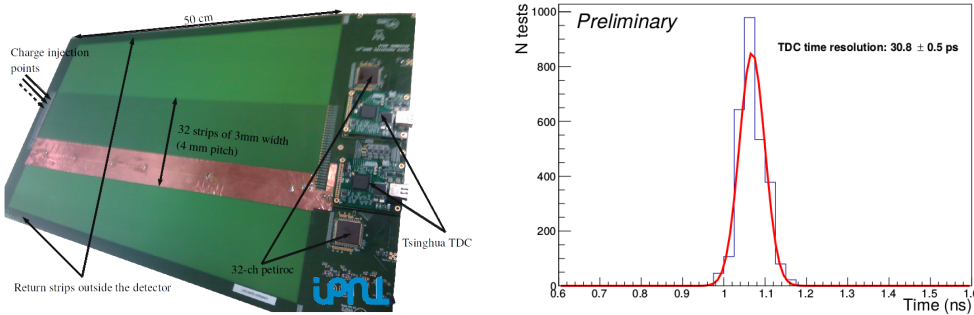 50 cm
Charge injection
points
32 strips of 3mm width
(4 mm pitch)
Tsinghua TDC
32-ch petiroc
Return strips outside the detector
ipnl
Preliminary
TDC time resolution: 30.8 ± 0.5 ps
N tests
1000
800
600
400
200
0
0.6 0.7 0.8 0.9 1 1.1 1.2 1.3 1.4 1.5 1.6
Time (ns)